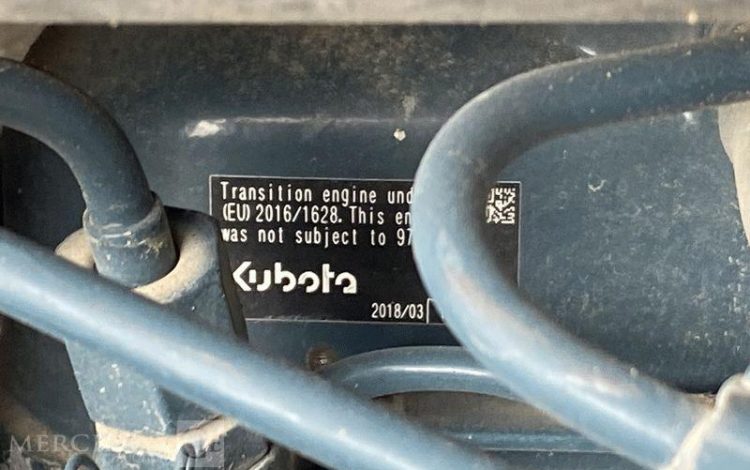 Transition engine und
(EU) 2016/1628. This en
was not subject to 97
Kubota
2018/03